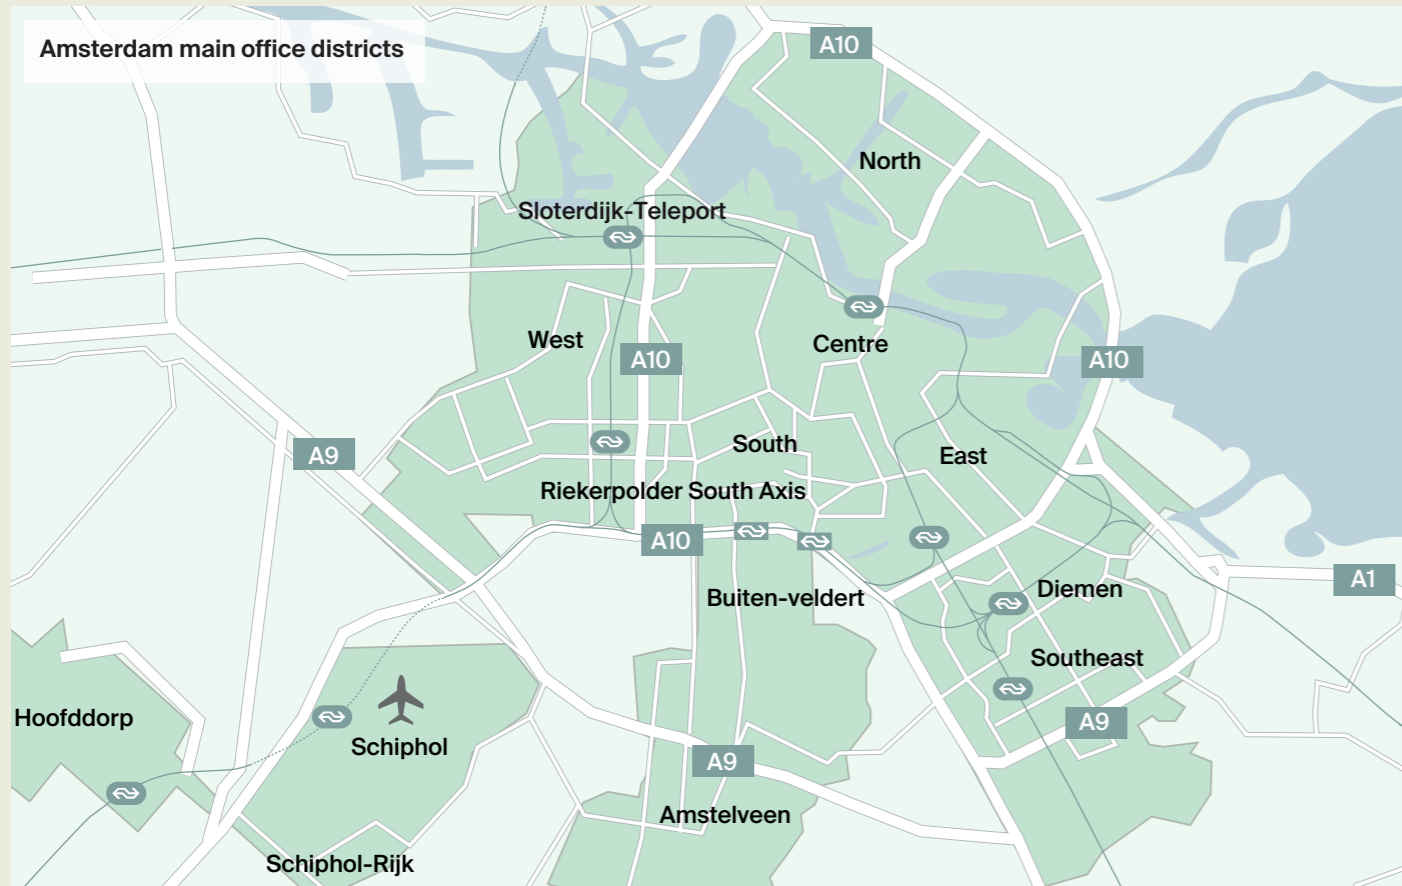 Amsterdam main office districts
A10
North
Sloterdijk-Teleport
West
Centre
A10
A10
South
A9
East
Riekerpolder South Axis
A10
A1
Diemen
Buiten-veldert
Southeast
Hoofddorp
A9
Schiphol
A9
Amstelveen
Schiphol-Rijk